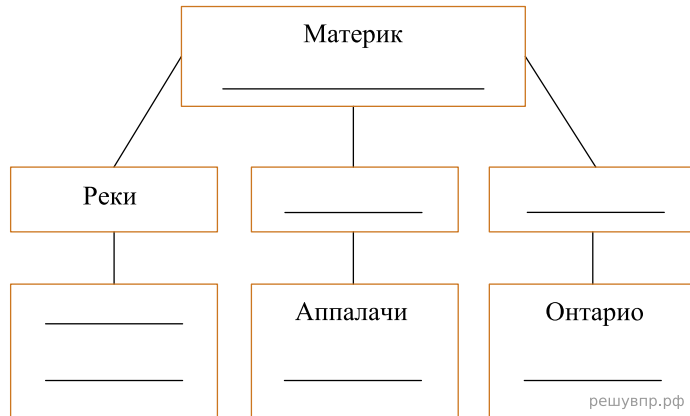 Материк
Реки
Аппалачи
Онтарио
решувпр.рф